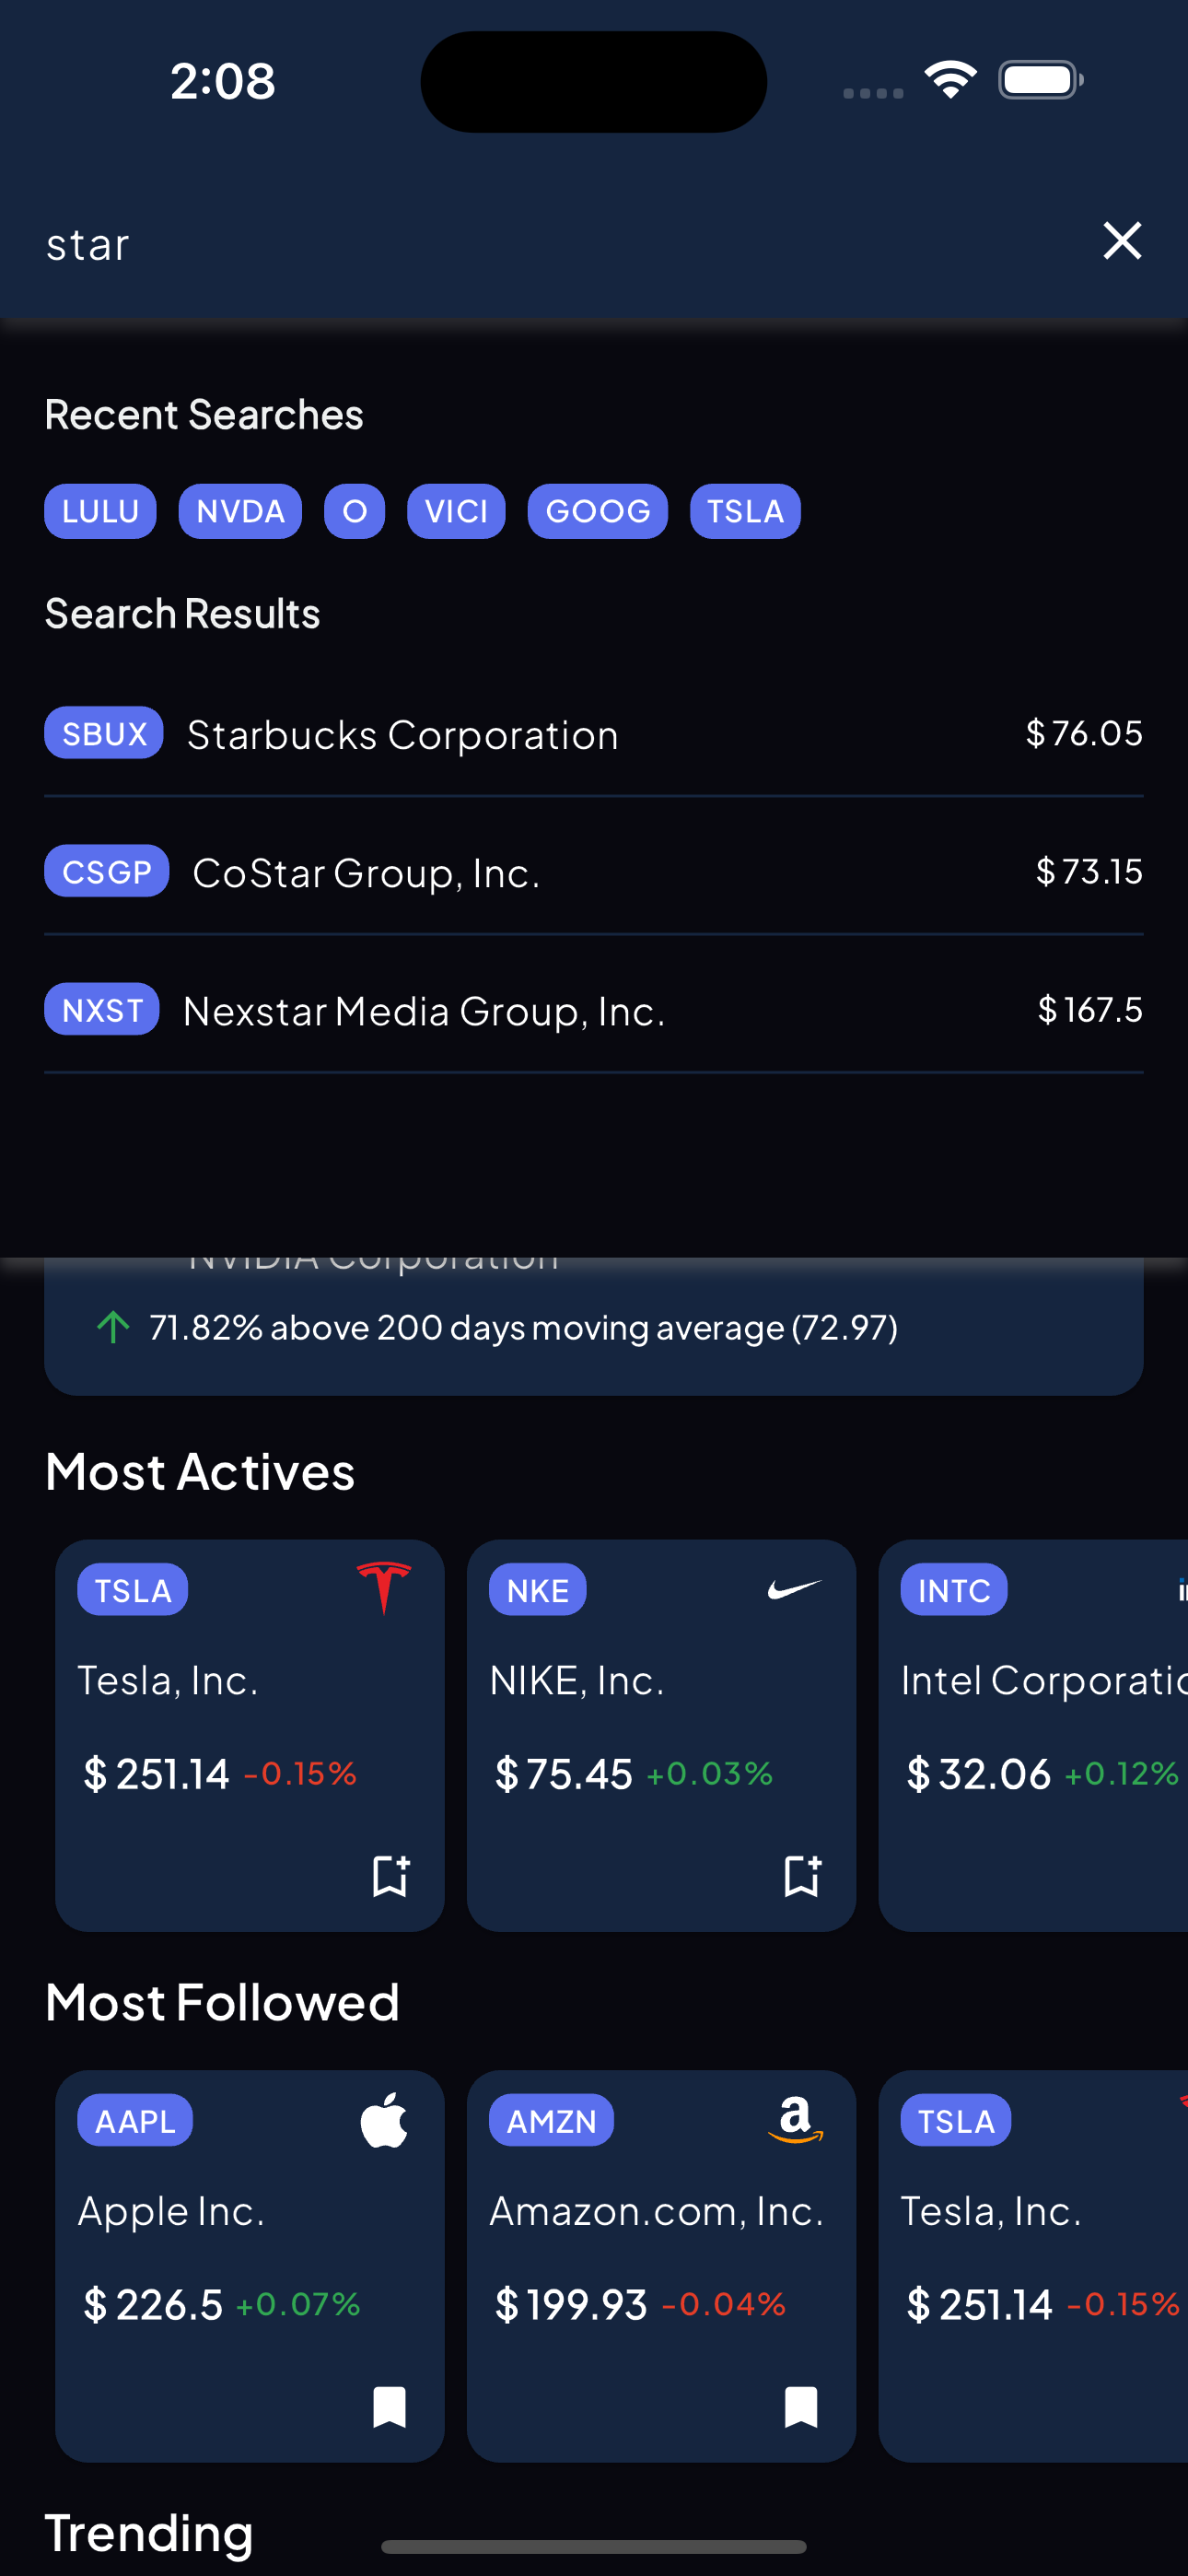 2:08
star
Recent Searches
LULU NVDA O VICI GOOG TSLA
Search Results
SBUX Starbucks Corporation $ 76.05
CSGP CoStar Group, Inc. $ 73.15
NXST Nexstar Media Group, Inc. $ 167.5
NVIDIA Corporation
71.82% above 200 days moving average (72.97)
Most Actives
TSLA NKE INTC
Tesla, Inc. NIKE, Inc. Intel Corporatio
$ 251.14 -0.15% $ 75.45 +0.03% $ 32.06 +0.12%
Most Followed
AAPL AMZN TSLA
Apple Inc. Amazon.com, Inc. Tesla, Inc.
$ 226.5 +0.07% $ 199.93 -0.04% $ 251.14 -0.15%
Trending